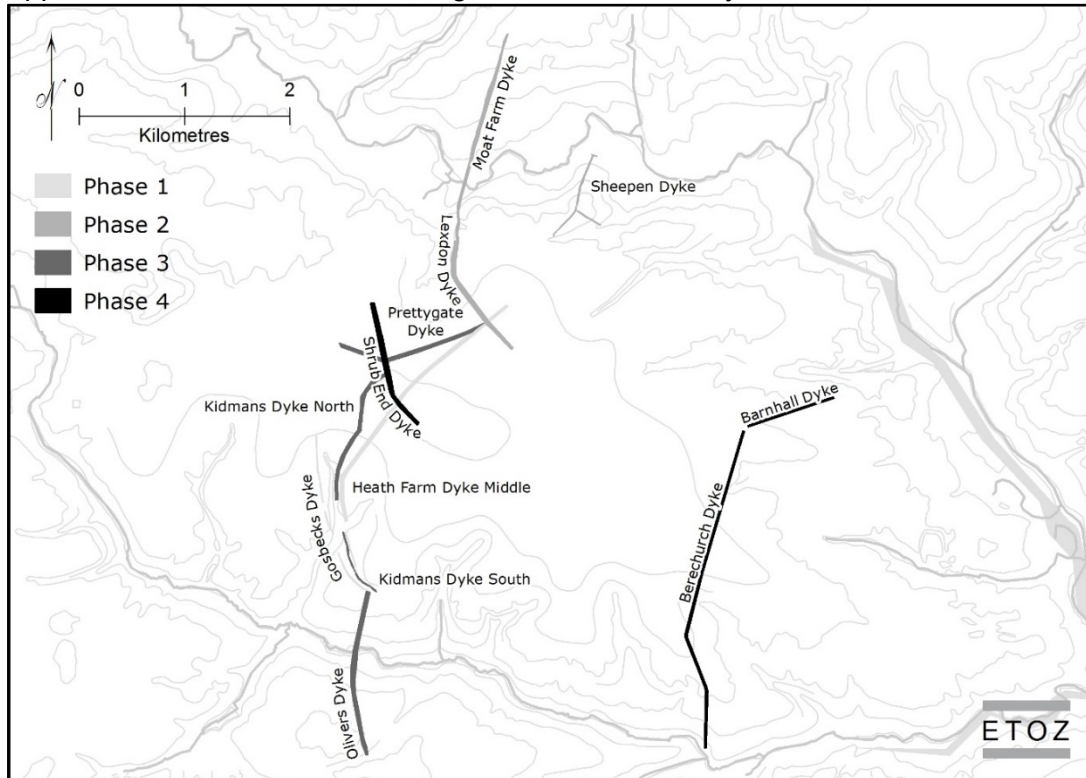 N
0 1 2
Kilometres
Phase 1
Phase 2
Phase 3
Phase 4
Moat Farm Dyke
Sheepen Dyke
Lexdon Dyke
Prettygate
Dyke
Shrub End Dyke
Kidmans Dyke North
Barnhall Dyke
Heath Farm Dyke Middle
Gosbecks Dyke
Berechurch Dyke
Kidmans Dyke South
Olivers Dyke
ETOZ